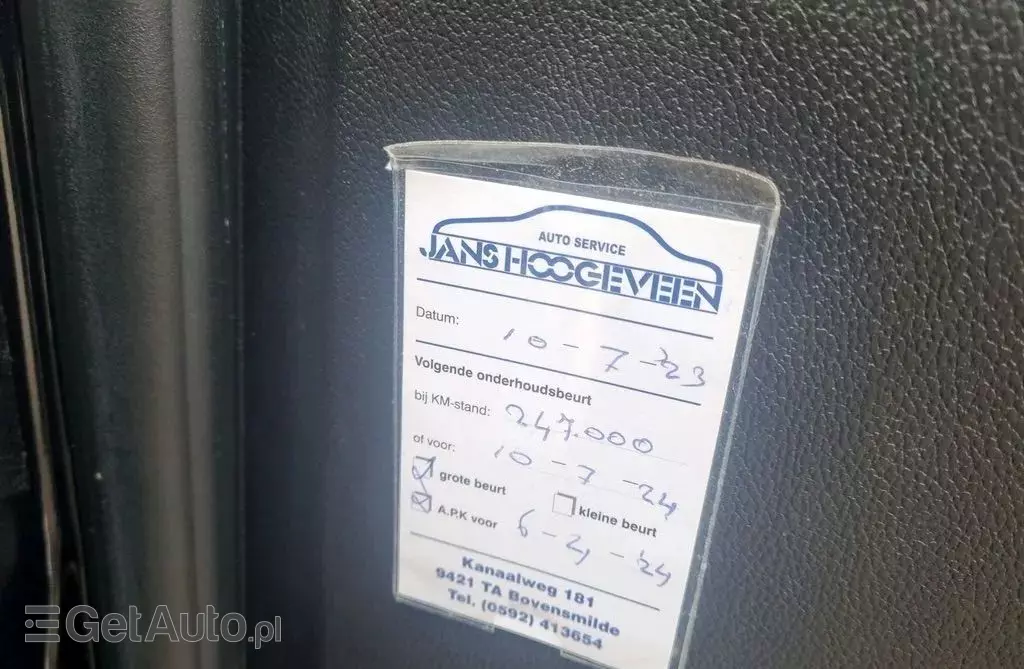 AUTO SERVICE
JANS HOOGEVEEN
Datum: 10-7-23
Volgende onderhoudsbeurt
bij KM-stand: 247.000
of voor: 10-7-24
grote beurt kleine beurt
A.P.K voor 6-2-'24
Kanaalweg 181
9421 TA Bovensmilde
Tel. (0592) 413654
GetAuto.pl